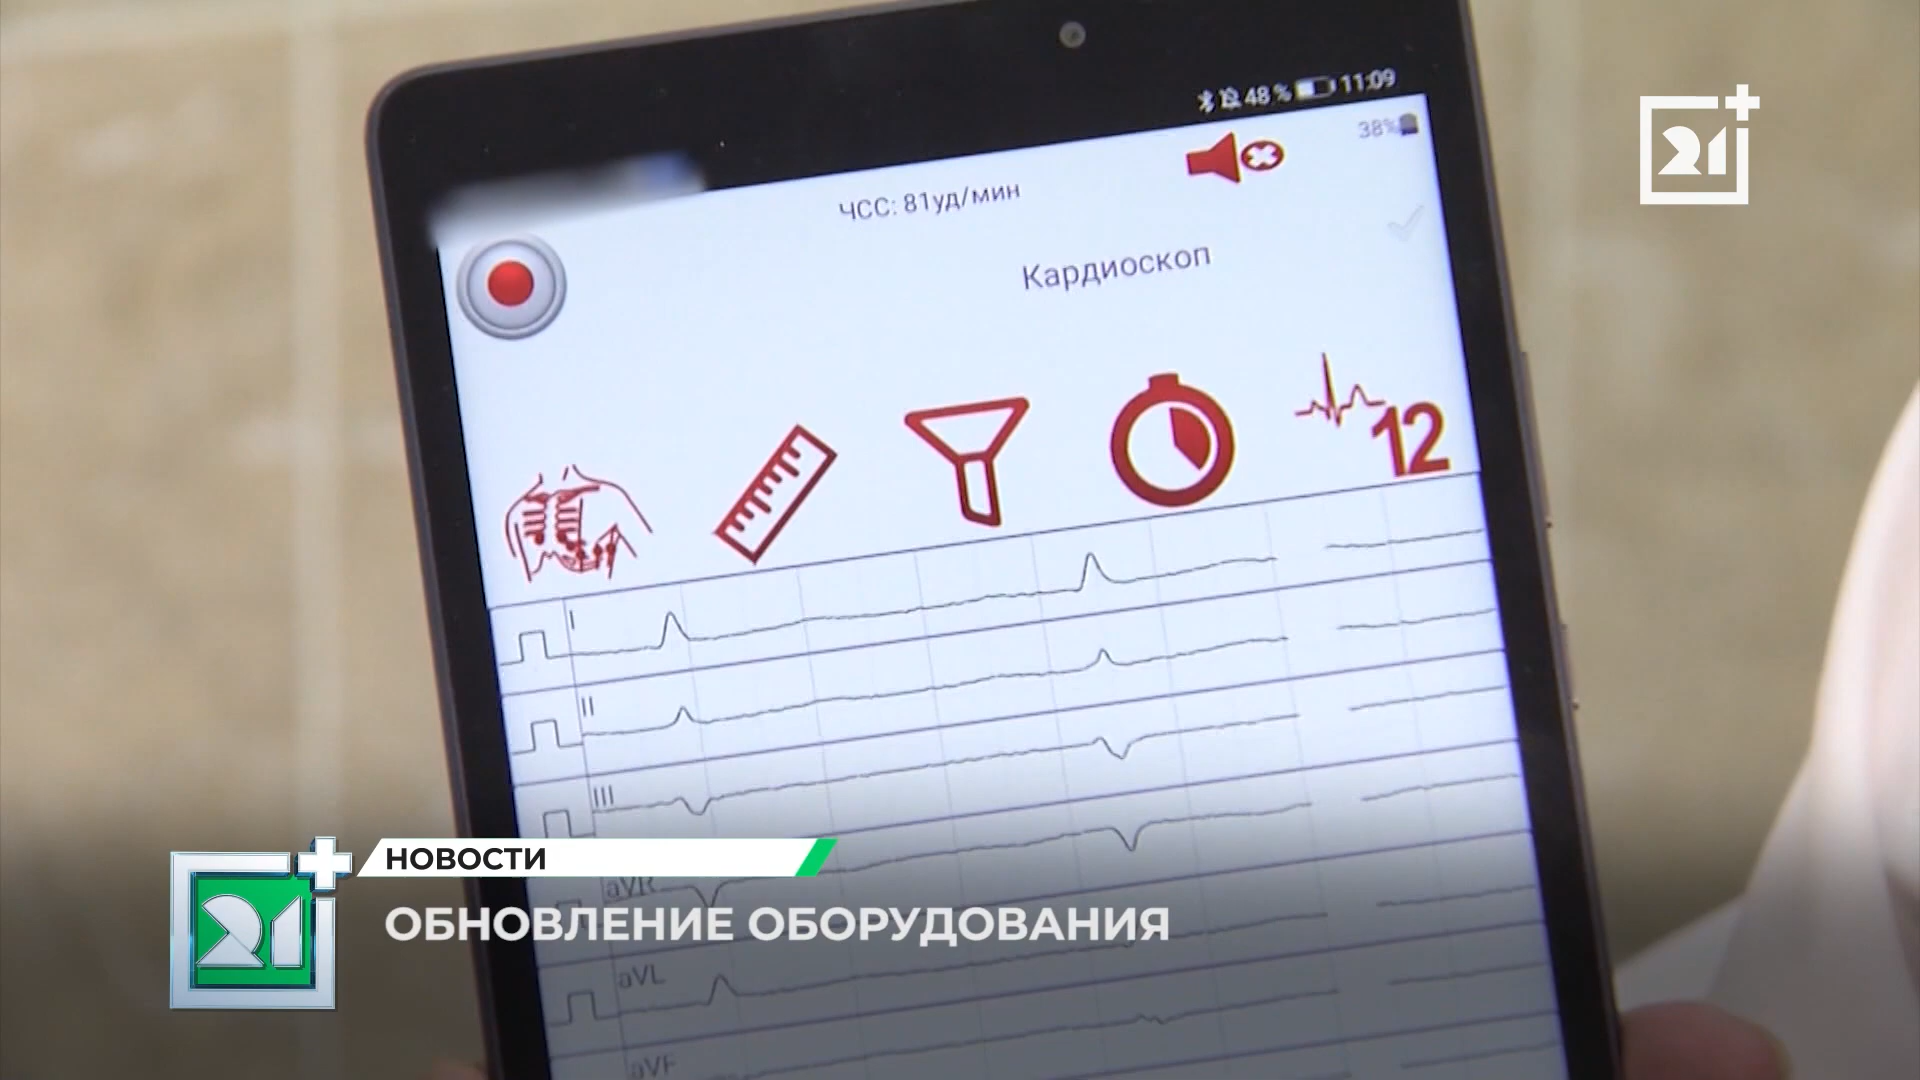 48 % 11:09
38%
21
ЧСС: 81уд/мин
Кардиоскоп
12
I
II
III
aVR
aVL
aVF
НОВОСТИ
21
ОБНОВЛЕНИЕ ОБОРУДОВАНИЯ